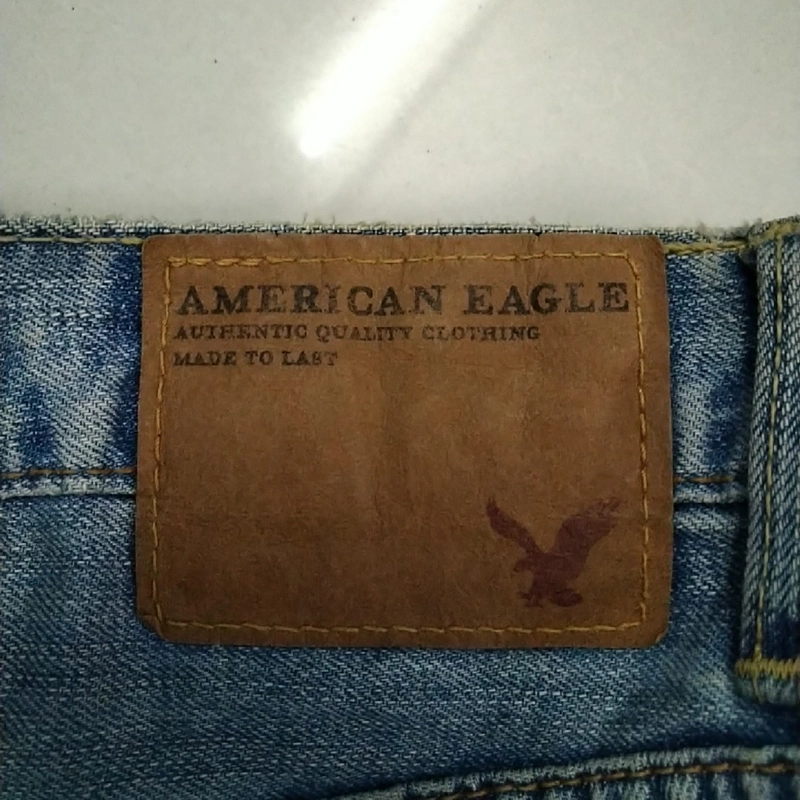 AMERICAN EAGLE
AUTHENTIC QUALITY CLOTHING
MADE TO LAST